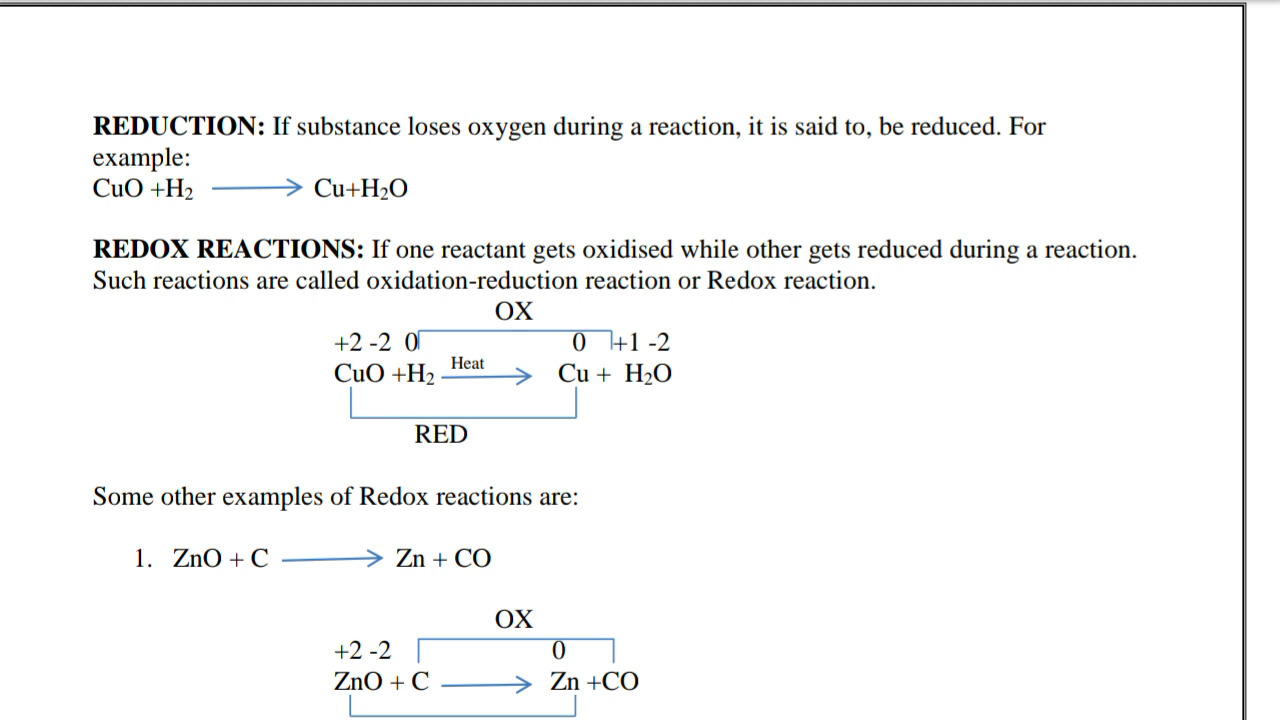 REDUCTION: If substance loses oxygen during a reaction, it is said to, be reduced. For
example:
CuO +H₂ ⟶ Cu+H₂O
REDOX REACTIONS: If one reactant gets oxidised while other gets reduced during a reaction.
Such reactions are called oxidation-reduction reaction or Redox reaction.
OX
+2 -2 0 0 +1 -2
CuO +H₂ Heat ⟶ Cu + H₂O
RED
Some other examples of Redox reactions are:
1. ZnO + C ⟶ Zn + CO
OX
+2 -2 0
ZnO + C ⟶ Zn +CO